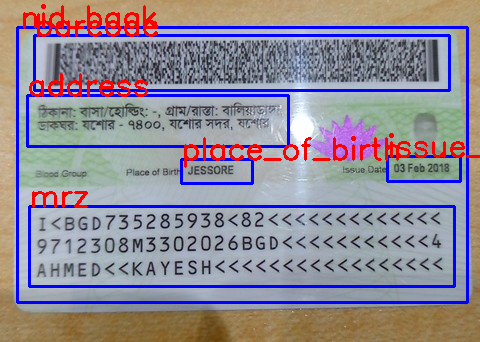 nid_back
barcode
address
ঠিকানা: বাসা/হোল্ডিং: -, গ্রাম/রাস্তা: বালিয়াডাঙ্গা
ডাকঘর: যশোর - ৭৪০০, যশোর সদর, যশোর
place_of_birth
issue_
Blood Group
Place of Birth JESSORE
Issue Date 03 Feb 2018
mrz
I<BGD735285938<82<<<<<<<<<<<<<
9712308M3302026BGD<<<<<<<<<<<4
AHMED<<KAYESH<<<<<<<<<<<<<<<<<